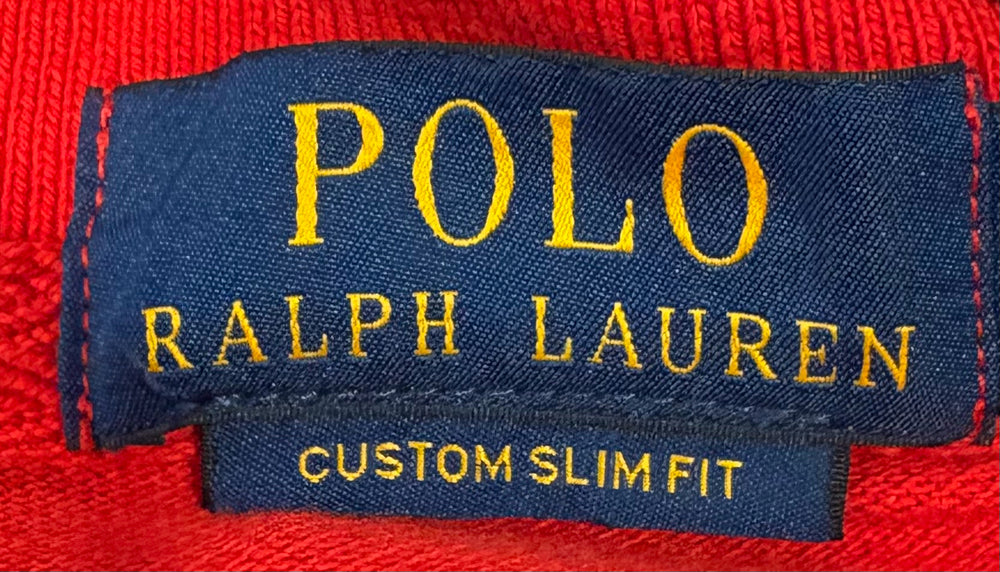 POLO
RALPH LAUREN
CUSTOM SLIM FIT